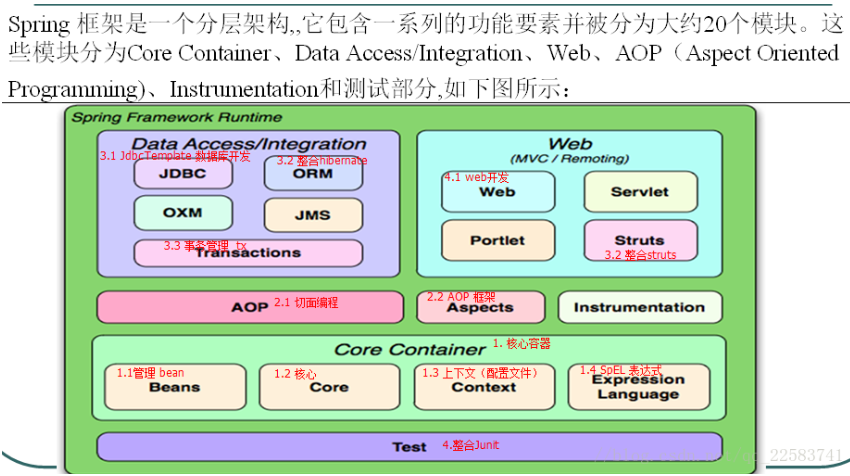 Spring 框架是一个分层架构,,它包含一系列的功能要素并被分为大约20个模块。这
些模块分为Core Container、Data Access/Integration、Web、AOP（Aspect Oriented
Programming)、Instrumentation和测试部分,如下图所示：
Spring Framework Runtime
Data Access/Integration
3.1 JdbcTemplate 数据库开发
3.2 整合hibernate
JDBC
ORM
OXM
JMS
3.3 事务管理 tx
Transactions
Web
(MVC / Remoting)
4.1 web开发
Web
Servlet
Portlet
Struts
3.2 整合struts
AOP
2.1 切面编程
2.2 AOP 框架
Aspects
Instrumentation
Core Container
1. 核心容器
1.1管理 bean
Beans
1.2 核心
Core
1.3 上下文（配置文件）
Context
1.4 SpEL 表达式
Expression
Language
Test
4.整合Junit
22583741